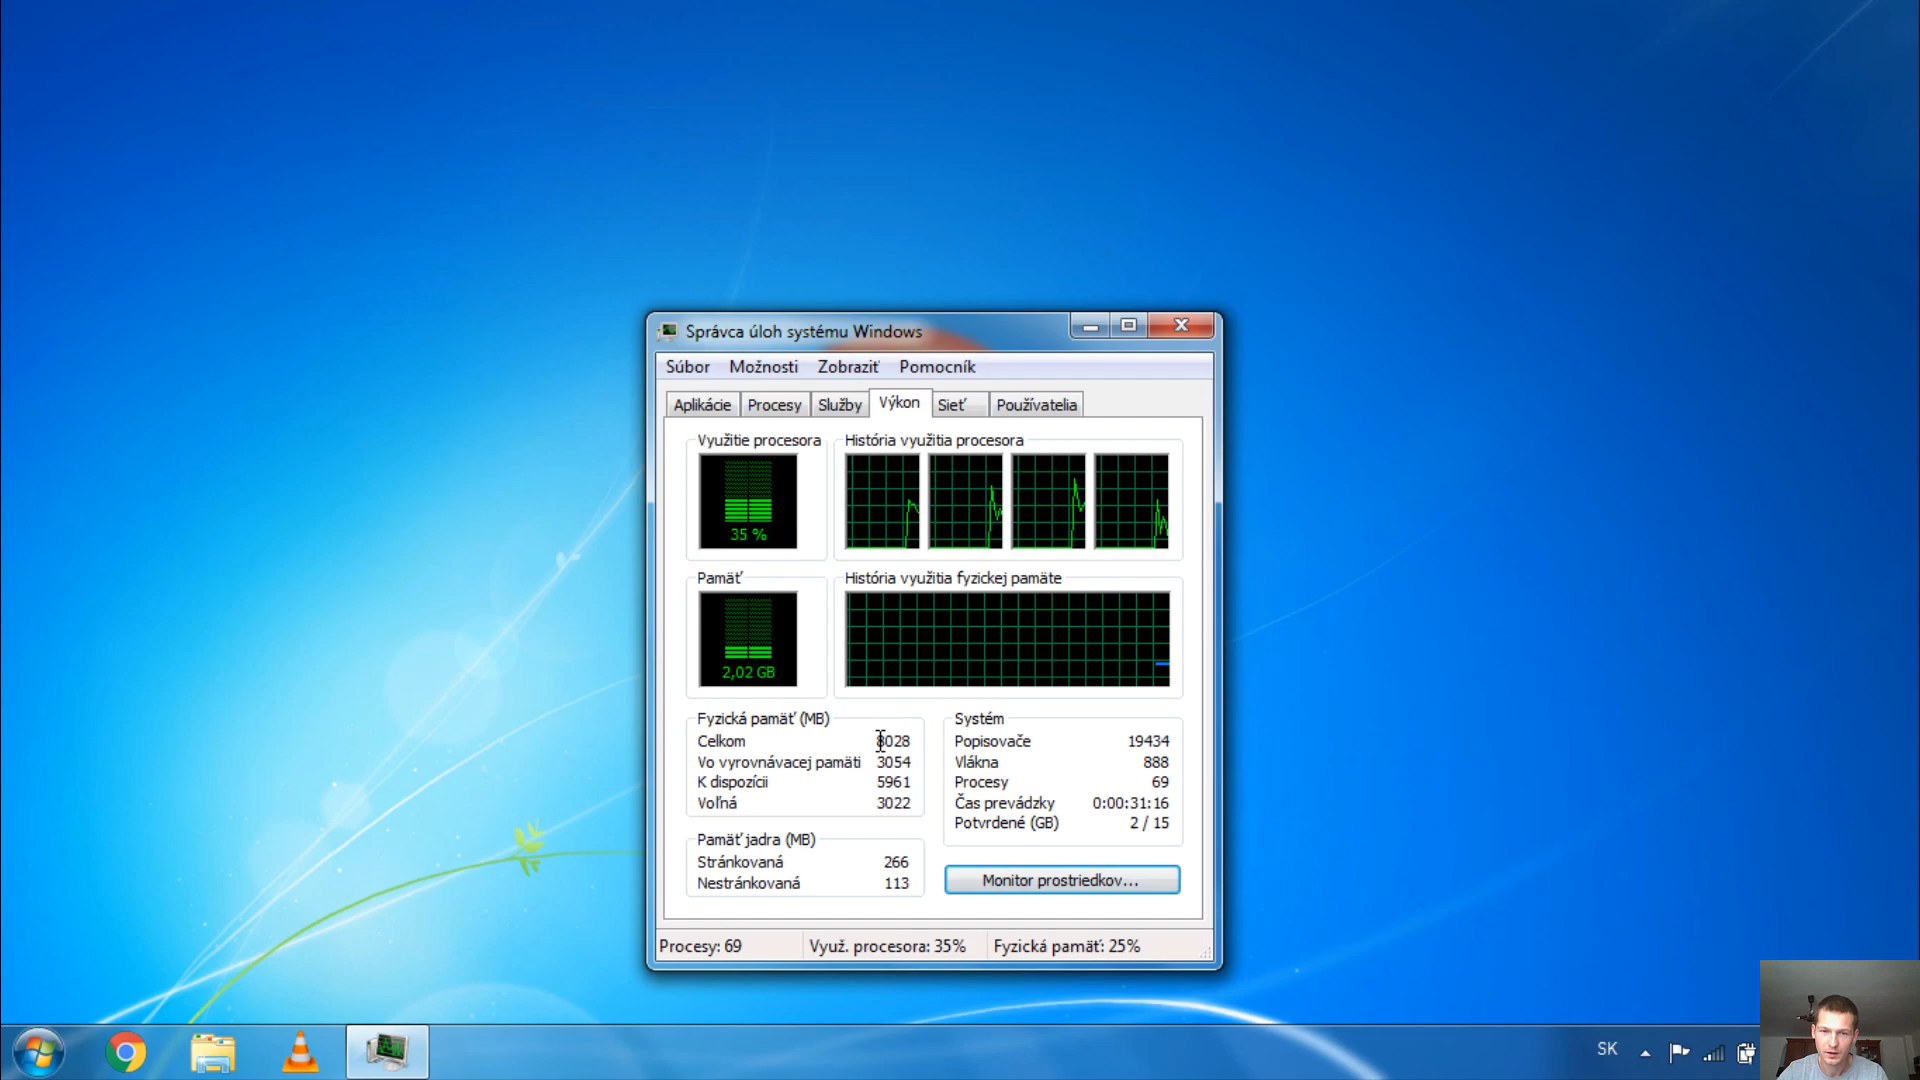 Správca úloh systému Windows
Súbor Možnosti Zobraziť Pomocník
Aplikácie Procesy Služby Výkon Sieť Používatelia
Využitie procesora História využitia procesora
35 %
Pamäť História využitia fyzickej pamäte
2,02 GB
Fyzická pamäť (MB) Systém
Celkom 8028 Popisovače 19434
Vo vyrovnávacej pamäti 3054 Vlákna 888
K dispozícii 5961 Procesy 69
Voľná 3022 Čas prevádzky 0:00:31:16
Potvrdené (GB) 2 / 15
Pamäť jadra (MB)
Stránkovaná 266
Nestránkovaná 113 Monitor prostriedkov...
Procesy: 69 Využ. procesora: 35% Fyzická pamäť: 25%
SK